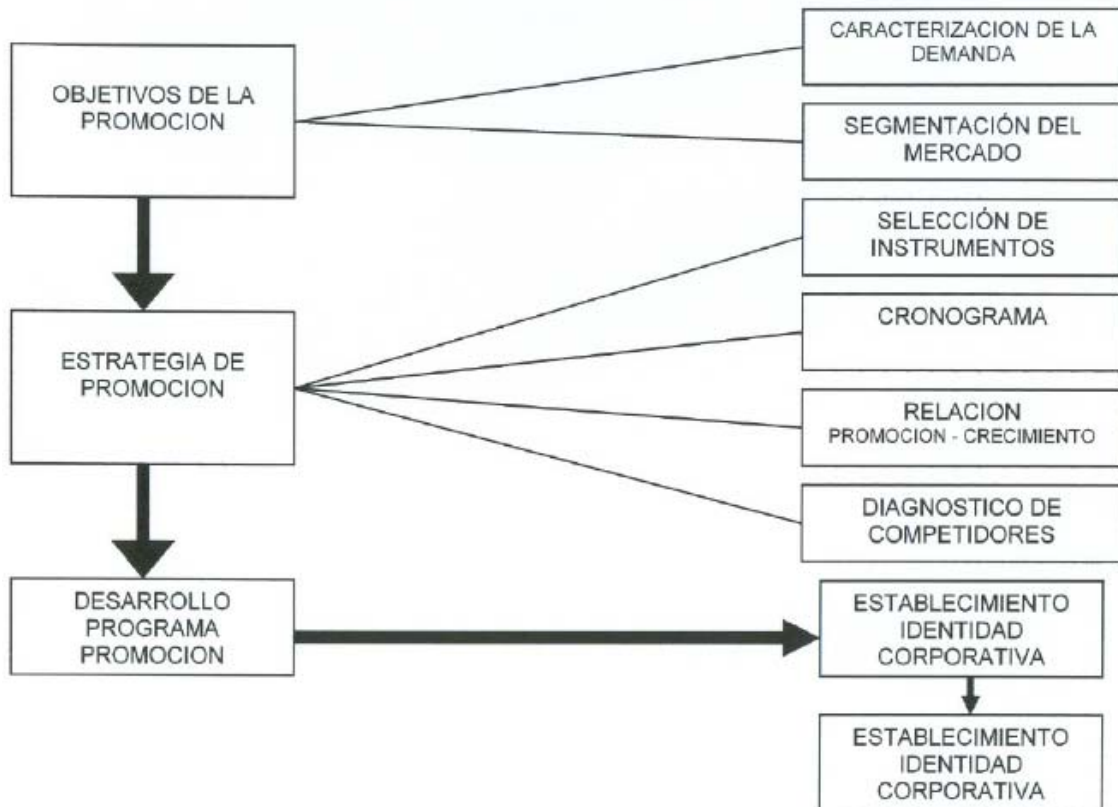 OBJETIVOS DE LA
PROMOCION
CARACTERIZACION DE LA
DEMANDA
SEGMENTACIÓN DEL
MERCADO
ESTRATEGIA DE
PROMOCION
SELECCIÓN DE
INSTRUMENTOS
CRONOGRAMA
RELACION
PROMOCION - CRECIMIENTO
DIAGNOSTICO DE
COMPETIDORES
DESARROLLO
PROGRAMA
PROMOCION
ESTABLECIMIENTO
IDENTIDAD
CORPORATIVA
ESTABLECIMIENTO
IDENTIDAD
CORPORATIVA